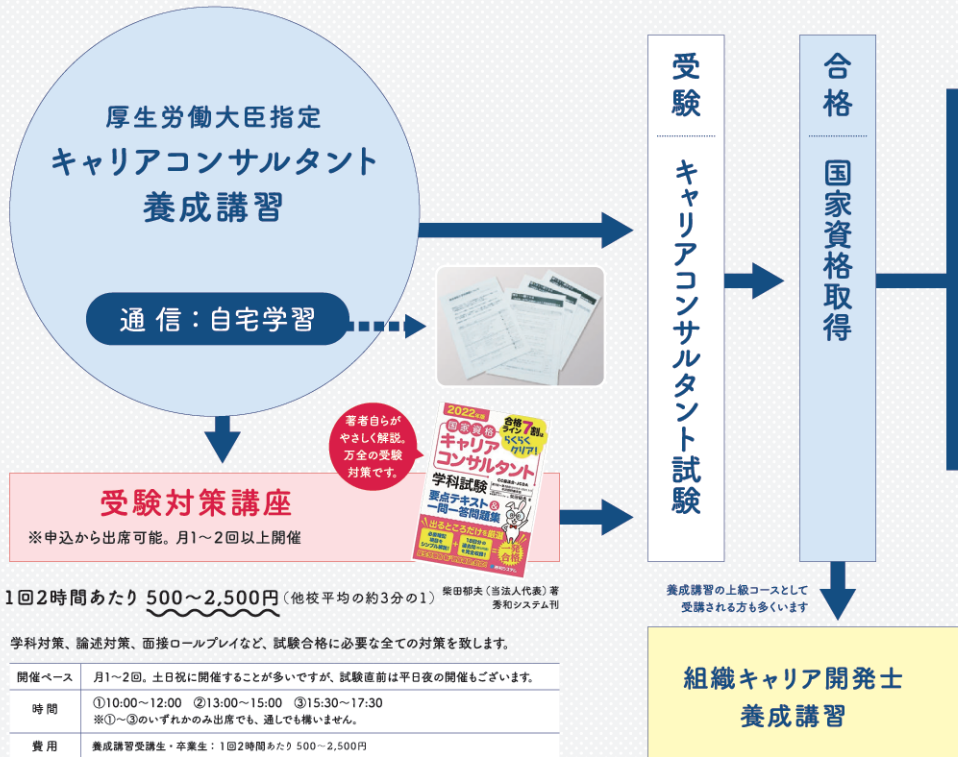 厚生労働大臣指定
キャリアコンサルタント
養成講習
通信：自宅学習
受験
キャリアコンサルタント試験
合格
国家資格取得
著者自らが
やさしく解説。
万全の受験
対策です。
2022年版
国家資格
キャリア
コンサルタント
学科試験
要点テキスト&
一問一答問題集
合格
ライン7割は
らくらく
クリア!
出るところだけを厳選
一発
合格
受験対策講座
※申込から出席可能。月1〜2回以上開催
1回2時間あたり 500〜2,500円(他校平均の約3分の1)
柴田郁夫(当法人代表)著
秀和システム刊
学科対策、論述対策、面接ロールプレイなど、試験合格に必要な全ての対策を致します。
開催ペース 月1〜2回。土日祝に開催することが多いですが、試験直前は平日夜の開催もございます。
時間 ①10:00〜12:00 ②13:00〜15:00 ③15:30〜17:30
※①〜③のいずれかのみ出席でも、通しでも構いません。
費用 養成講習受講生・卒業生：1回2時間あたり 500〜2,500円
養成講習の上級コースとして
受講される方も多くいます
組織キャリア開発士
養成講習